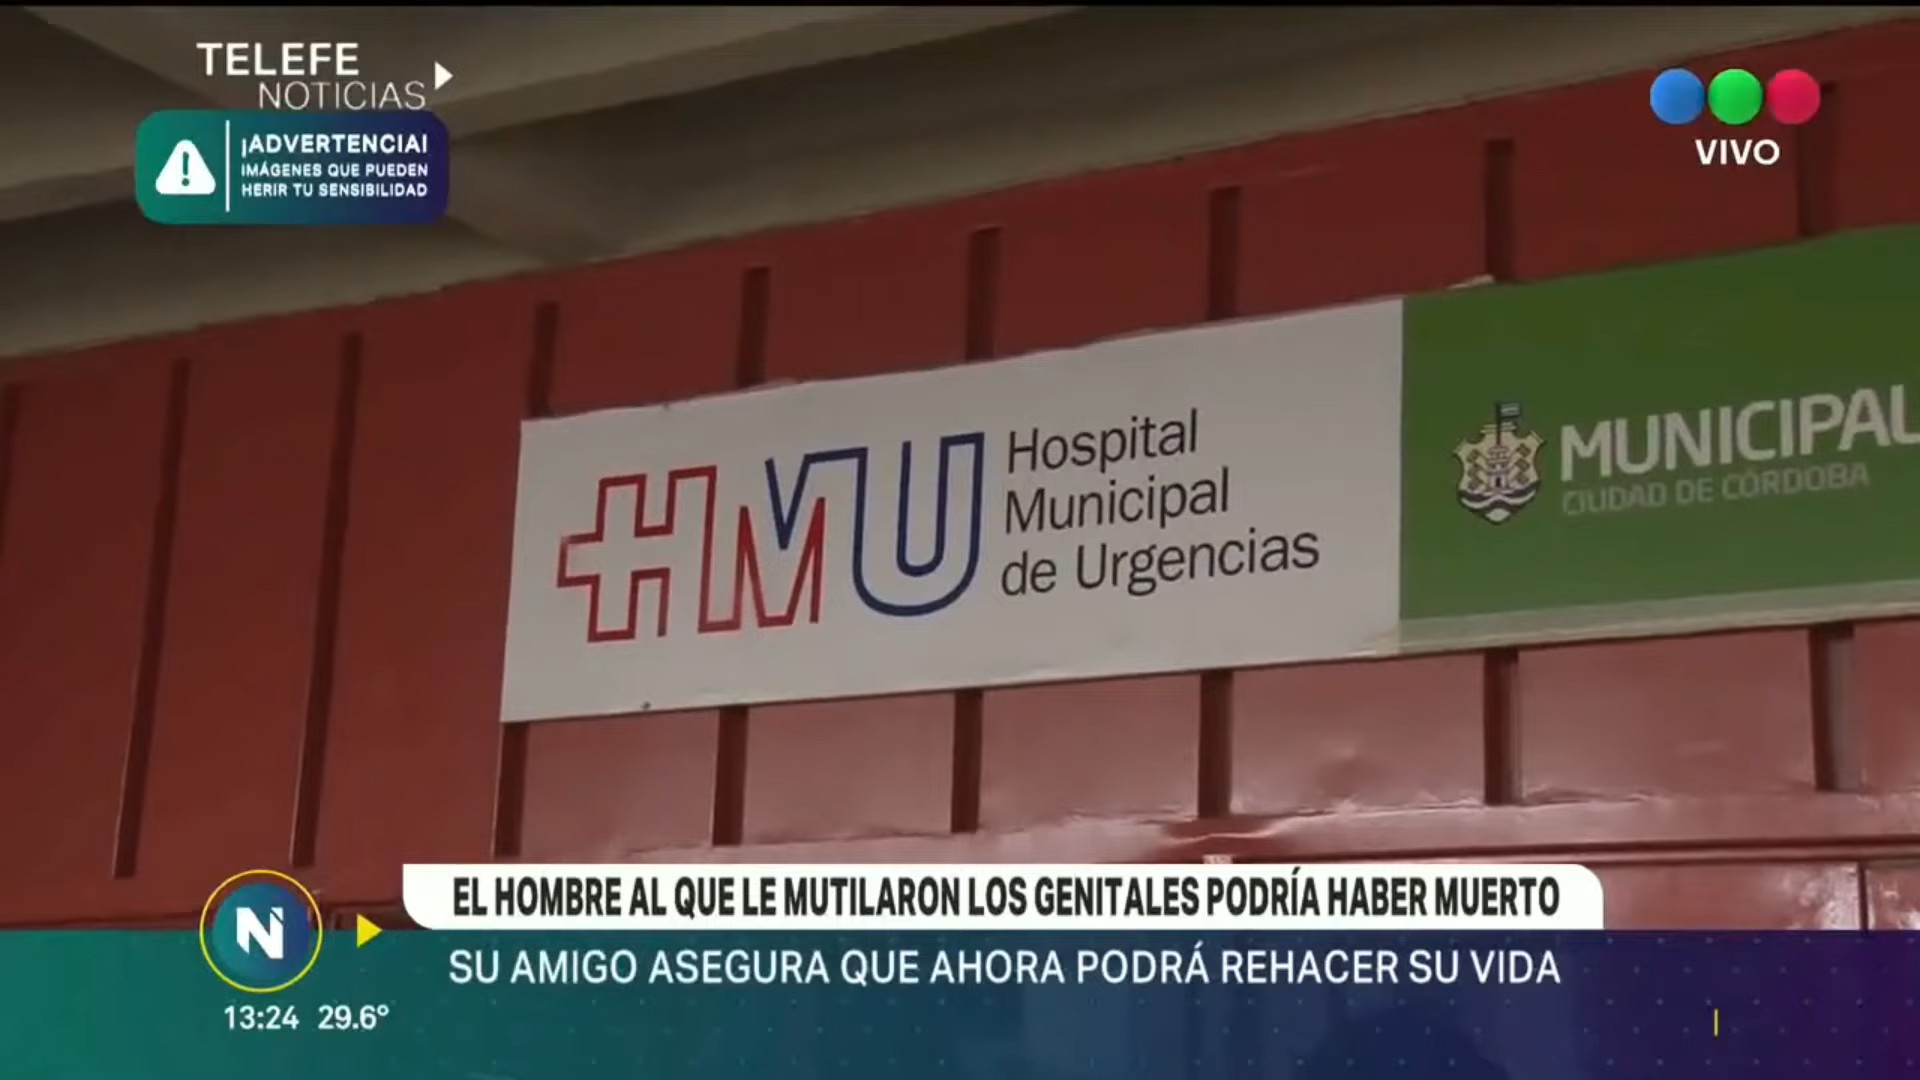 TELEFE
NOTICIAS
¡ADVERTENCIA!
IMÁGENES QUE PUEDEN
HERIR TU SENSIBILIDAD
VIVO
HMU
Hospital
Municipal
de Urgencias
MUNICIPAL
CIUDAD DE CÓRDOBA
EL HOMBRE AL QUE LE MUTILARON LOS GENITALES PODRÍA HABER MUERTO
N
SU AMIGO ASEGURA QUE AHORA PODRÁ REHACER SU VIDA
13:24 29.6°